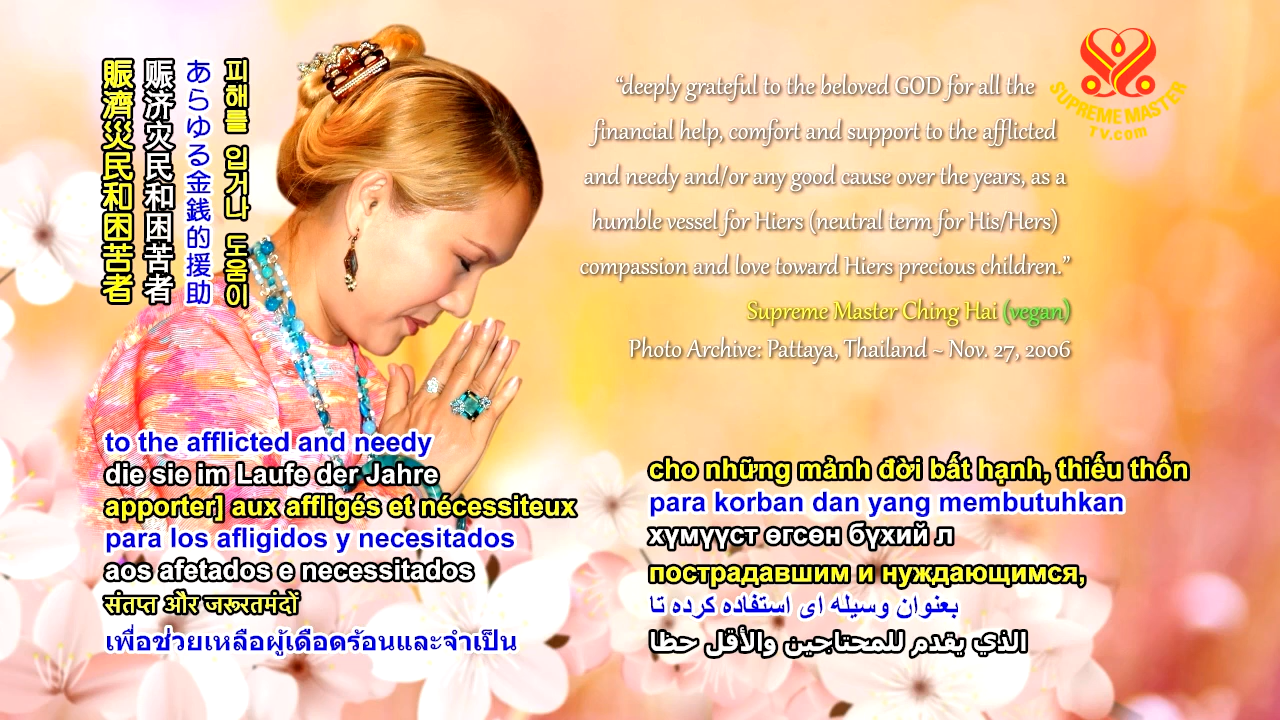 賑濟災民和困苦者
赈济灾民和困苦者
あらゆる金銭的援助
피해를 입거나 도움이
“deeply grateful to the beloved GOD for all the
financial help, comfort and support to the afflicted
and needy and/or any good cause over the years, as a
humble vessel for Hiers (neutral term for His/Hers)
compassion and love toward Hiers precious children.”
Supreme Master Ching Hai (vegan)
Photo Archive: Pattaya, Thailand ~ Nov. 27, 2006
SUPREME MASTER
TV.com
to the afflicted and needy
die sie im Laufe der Jahre
apporter] aux affligés et nécessiteux
para los afligidos y necesitados
aos afetados e necessitados
संतप्त और जरूरतमंदों
เพื่อช่วยเหลือผู้เดือดร้อนและจำเป็น
cho những mảnh đời bất hạnh, thiếu thốn
para korban dan yang membutuhkan
хүмүүст өгсөн бүхий л
пострадавшим и нуждающимся,
بعنوان وسیله ای استفاده کرده تا
الذي يقدم للمحتاجين والأقل حظا